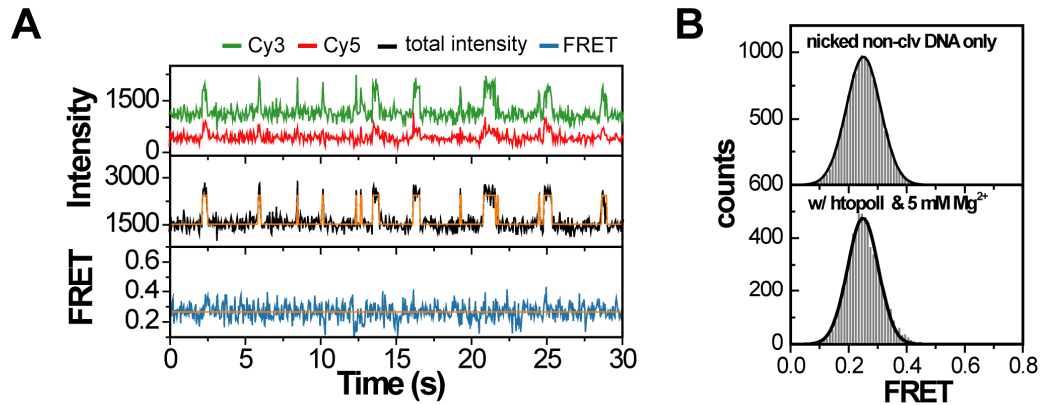 A
Cy3 Cy5 total intensity FRET
Intensity
1500
0
3000
1500
FRET
0.6
0.4
0.2
0 5 10 15 20 25 30
Time (s)
B
counts
nicked non-clv DNA only
1000
500
0
w/ htopoII & 5 mM Mg²⁺
600
400
200
0
0.0 0.2 0.4 0.6 0.8
FRET